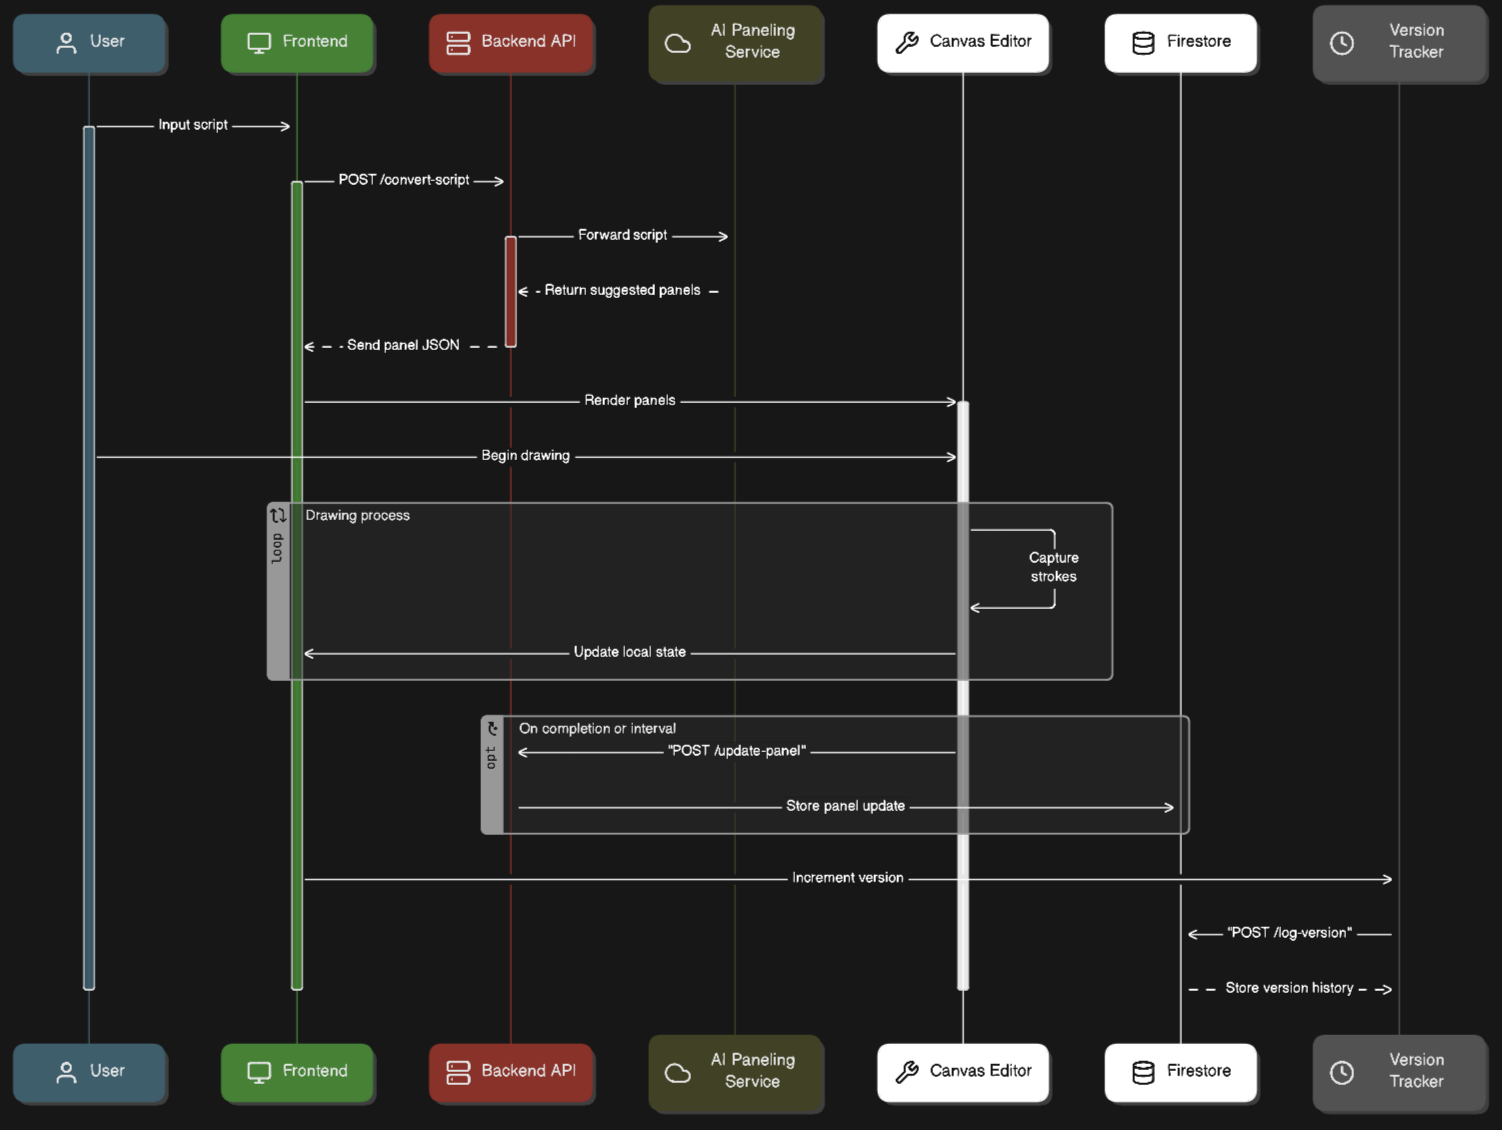 User
Frontend
Backend API
AI Paneling
Service
Canvas Editor
Firestore
Version
Tracker
Input script
POST /convert-script
Forward script
Return suggested panels
Send panel JSON
Render panels
Begin drawing
loop
Drawing process
Capture
strokes
Update local state
opt
On completion or interval
"POST /update-panel"
Store panel update
Increment version
"POST /log-version"
Store version history
User
Frontend
Backend API
AI Paneling
Service
Canvas Editor
Firestore
Version
Tracker